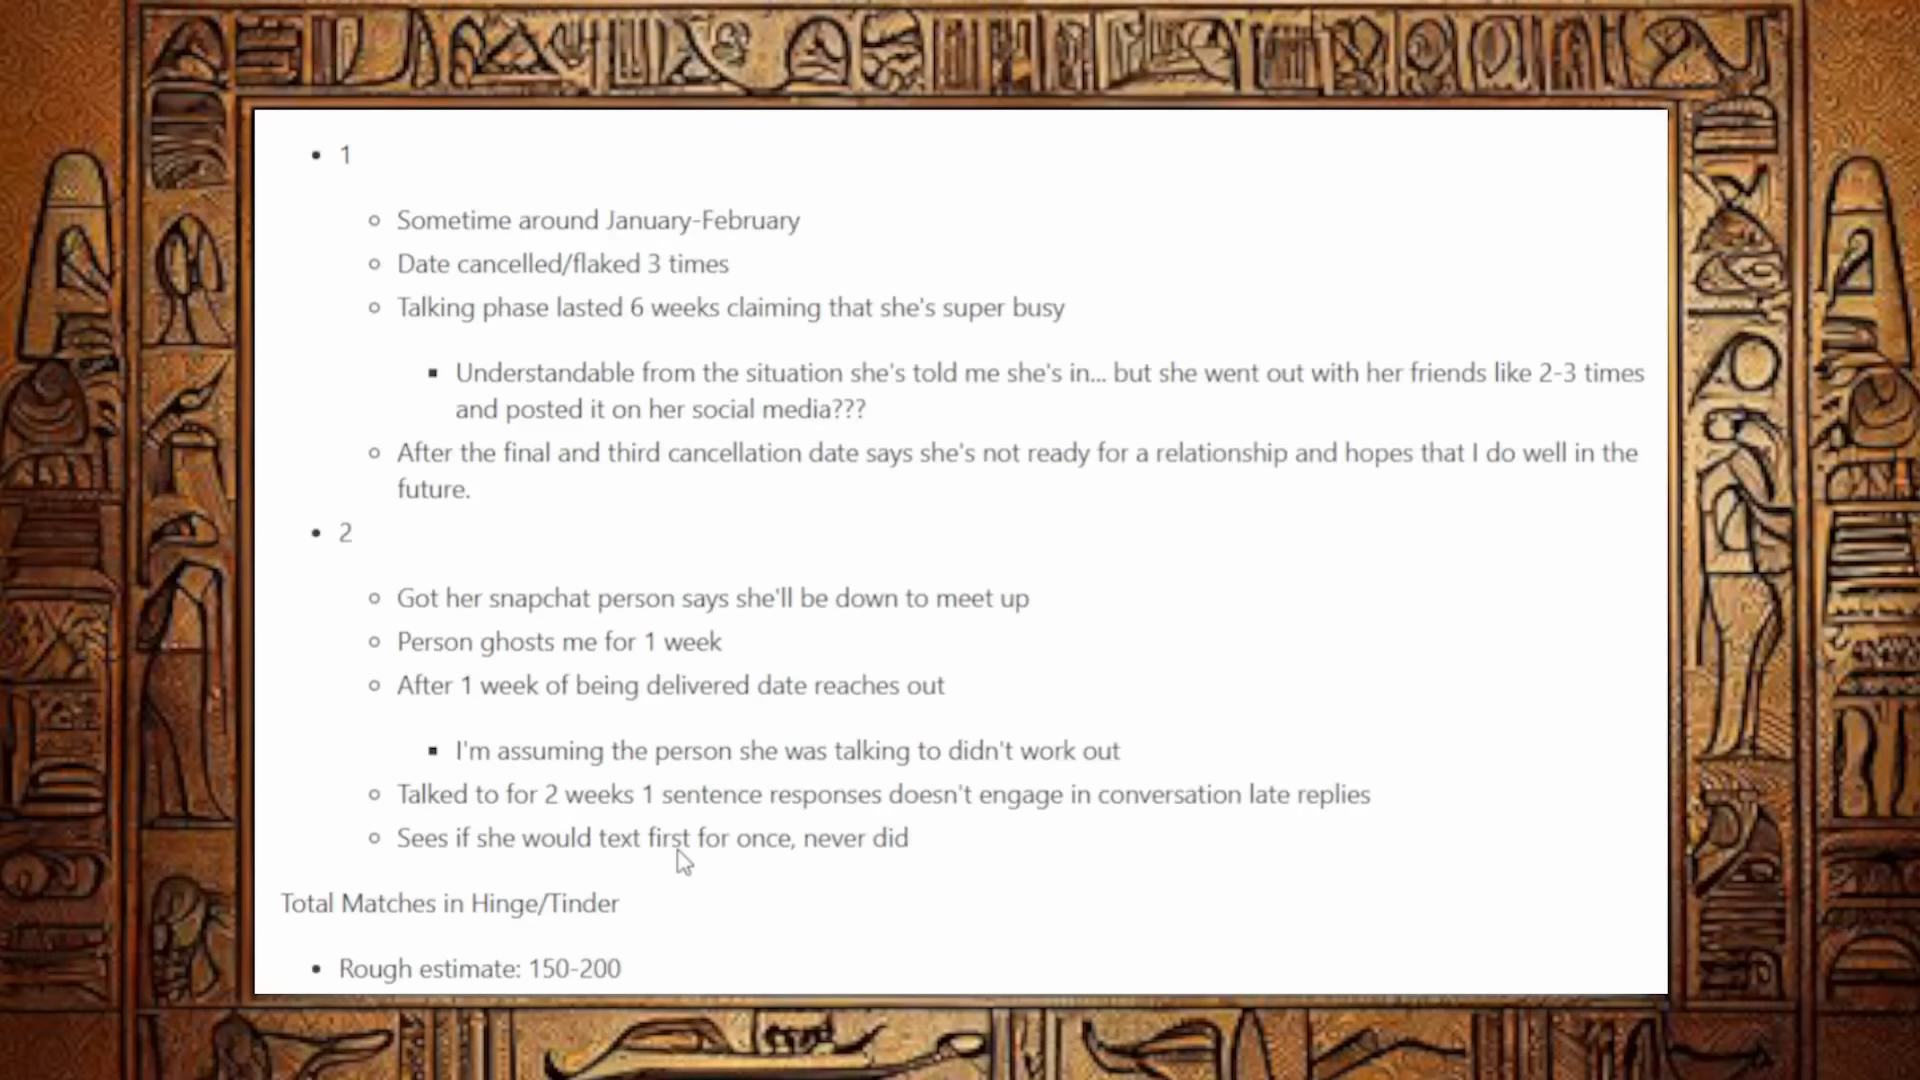 1
Sometime around January-February
Date cancelled/flaked 3 times
Talking phase lasted 6 weeks claiming that she's super busy
Understandable from the situation she's told me she's in... but she went out with her friends like 2-3 times
and posted it on her social media???
After the final and third cancellation date says she's not ready for a relationship and hopes that I do well in the
future.
2
Got her snapchat person says she'll be down to meet up
Person ghosts me for 1 week
After 1 week of being delivered date reaches out
I'm assuming the person she was talking to didn't work out
Talked to for 2 weeks 1 sentence responses doesn't engage in conversation late replies
Sees if she would text first for once, never did
Total Matches in Hinge/Tinder
Rough estimate: 150-200